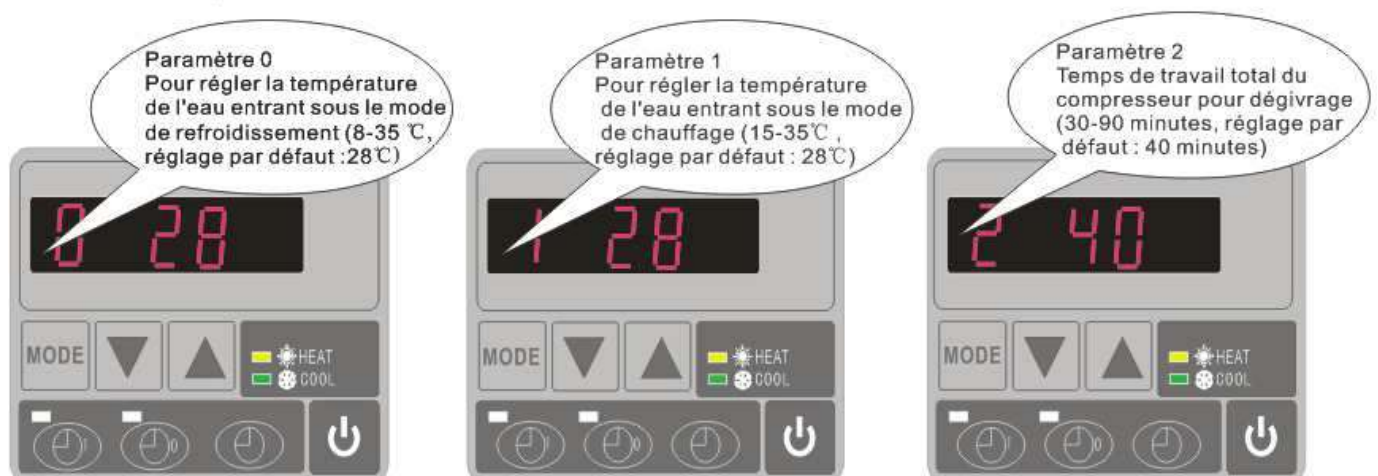 Paramètre 0
Pour régler la température
de l'eau entrant sous le mode
de refroidissement (8-35 ℃,
réglage par défaut :28℃)
0 28
MODE
HEAT
COOL
Paramètre 1
Pour régler la température
de l'eau entrant sous le mode
de chauffage (15-35℃ ,
réglage par défaut : 28℃)
1 28
MODE
HEAT
COOL
Paramètre 2
Temps de travail total du
compresseur pour dégivrage
(30-90 minutes, réglage par
défaut : 40 minutes)
2 40
MODE
HEAT
COOL